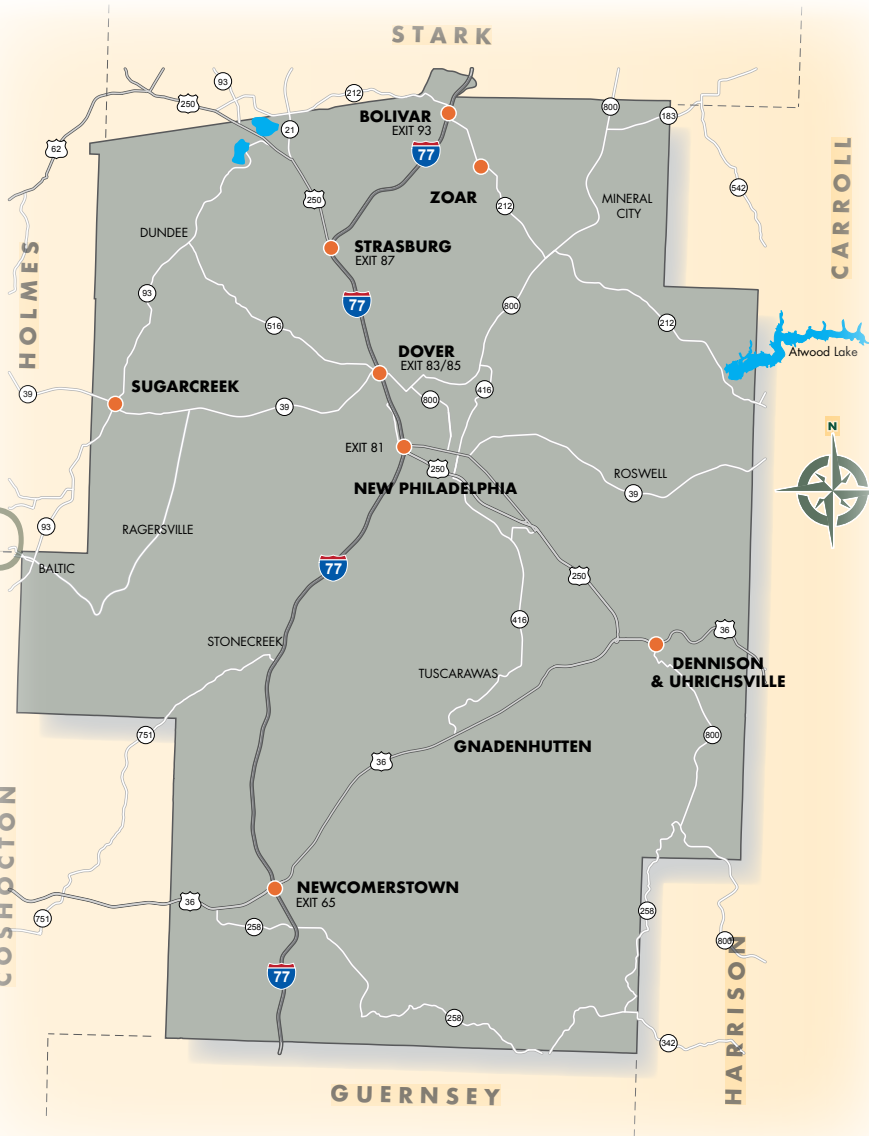 STARK
93
250
212
800
183
21
BOLIVAR
EXIT 93
62
77
CARROLL
542
250
ZOAR
212
MINERAL
CITY
DUNDEE
STRASBURG
EXIT 87
HOLMES
93
77
800
516
212
Atwood Lake
DOVER
EXIT 83/85
SUGARCREEK
39
39
800
416
N
EXIT 81
250
ROSWELL
NEW PHILADELPHIA
39
93
RAGERSVILLE
BALTIC
77
250
416
36
STONECREEK
DENNISON
& UHRICHSVILLE
TUSCARAWAS
751
800
GNADENHUTTEN
36
COSHOCTON
NEWCOMERSTOWN
EXIT 65
36
751
258
258
800
HARRISON
77
258
342
GUERNSEY